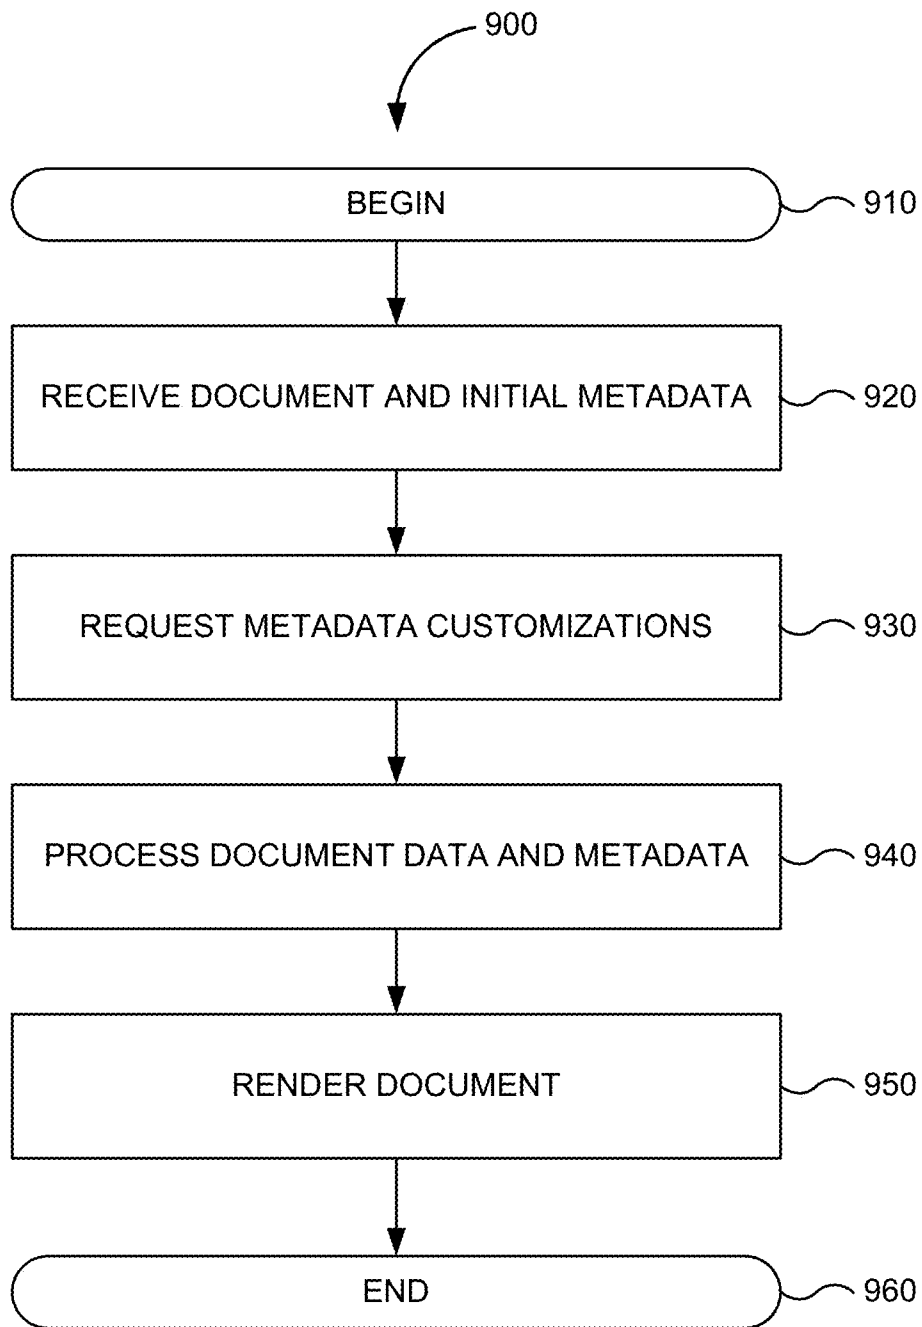 900
BEGIN
910
RECEIVE DOCUMENT AND INITIAL METADATA
920
REQUEST METADATA CUSTOMIZATIONS
930
PROCESS DOCUMENT DATA AND METADATA
940
RENDER DOCUMENT
950
END
960